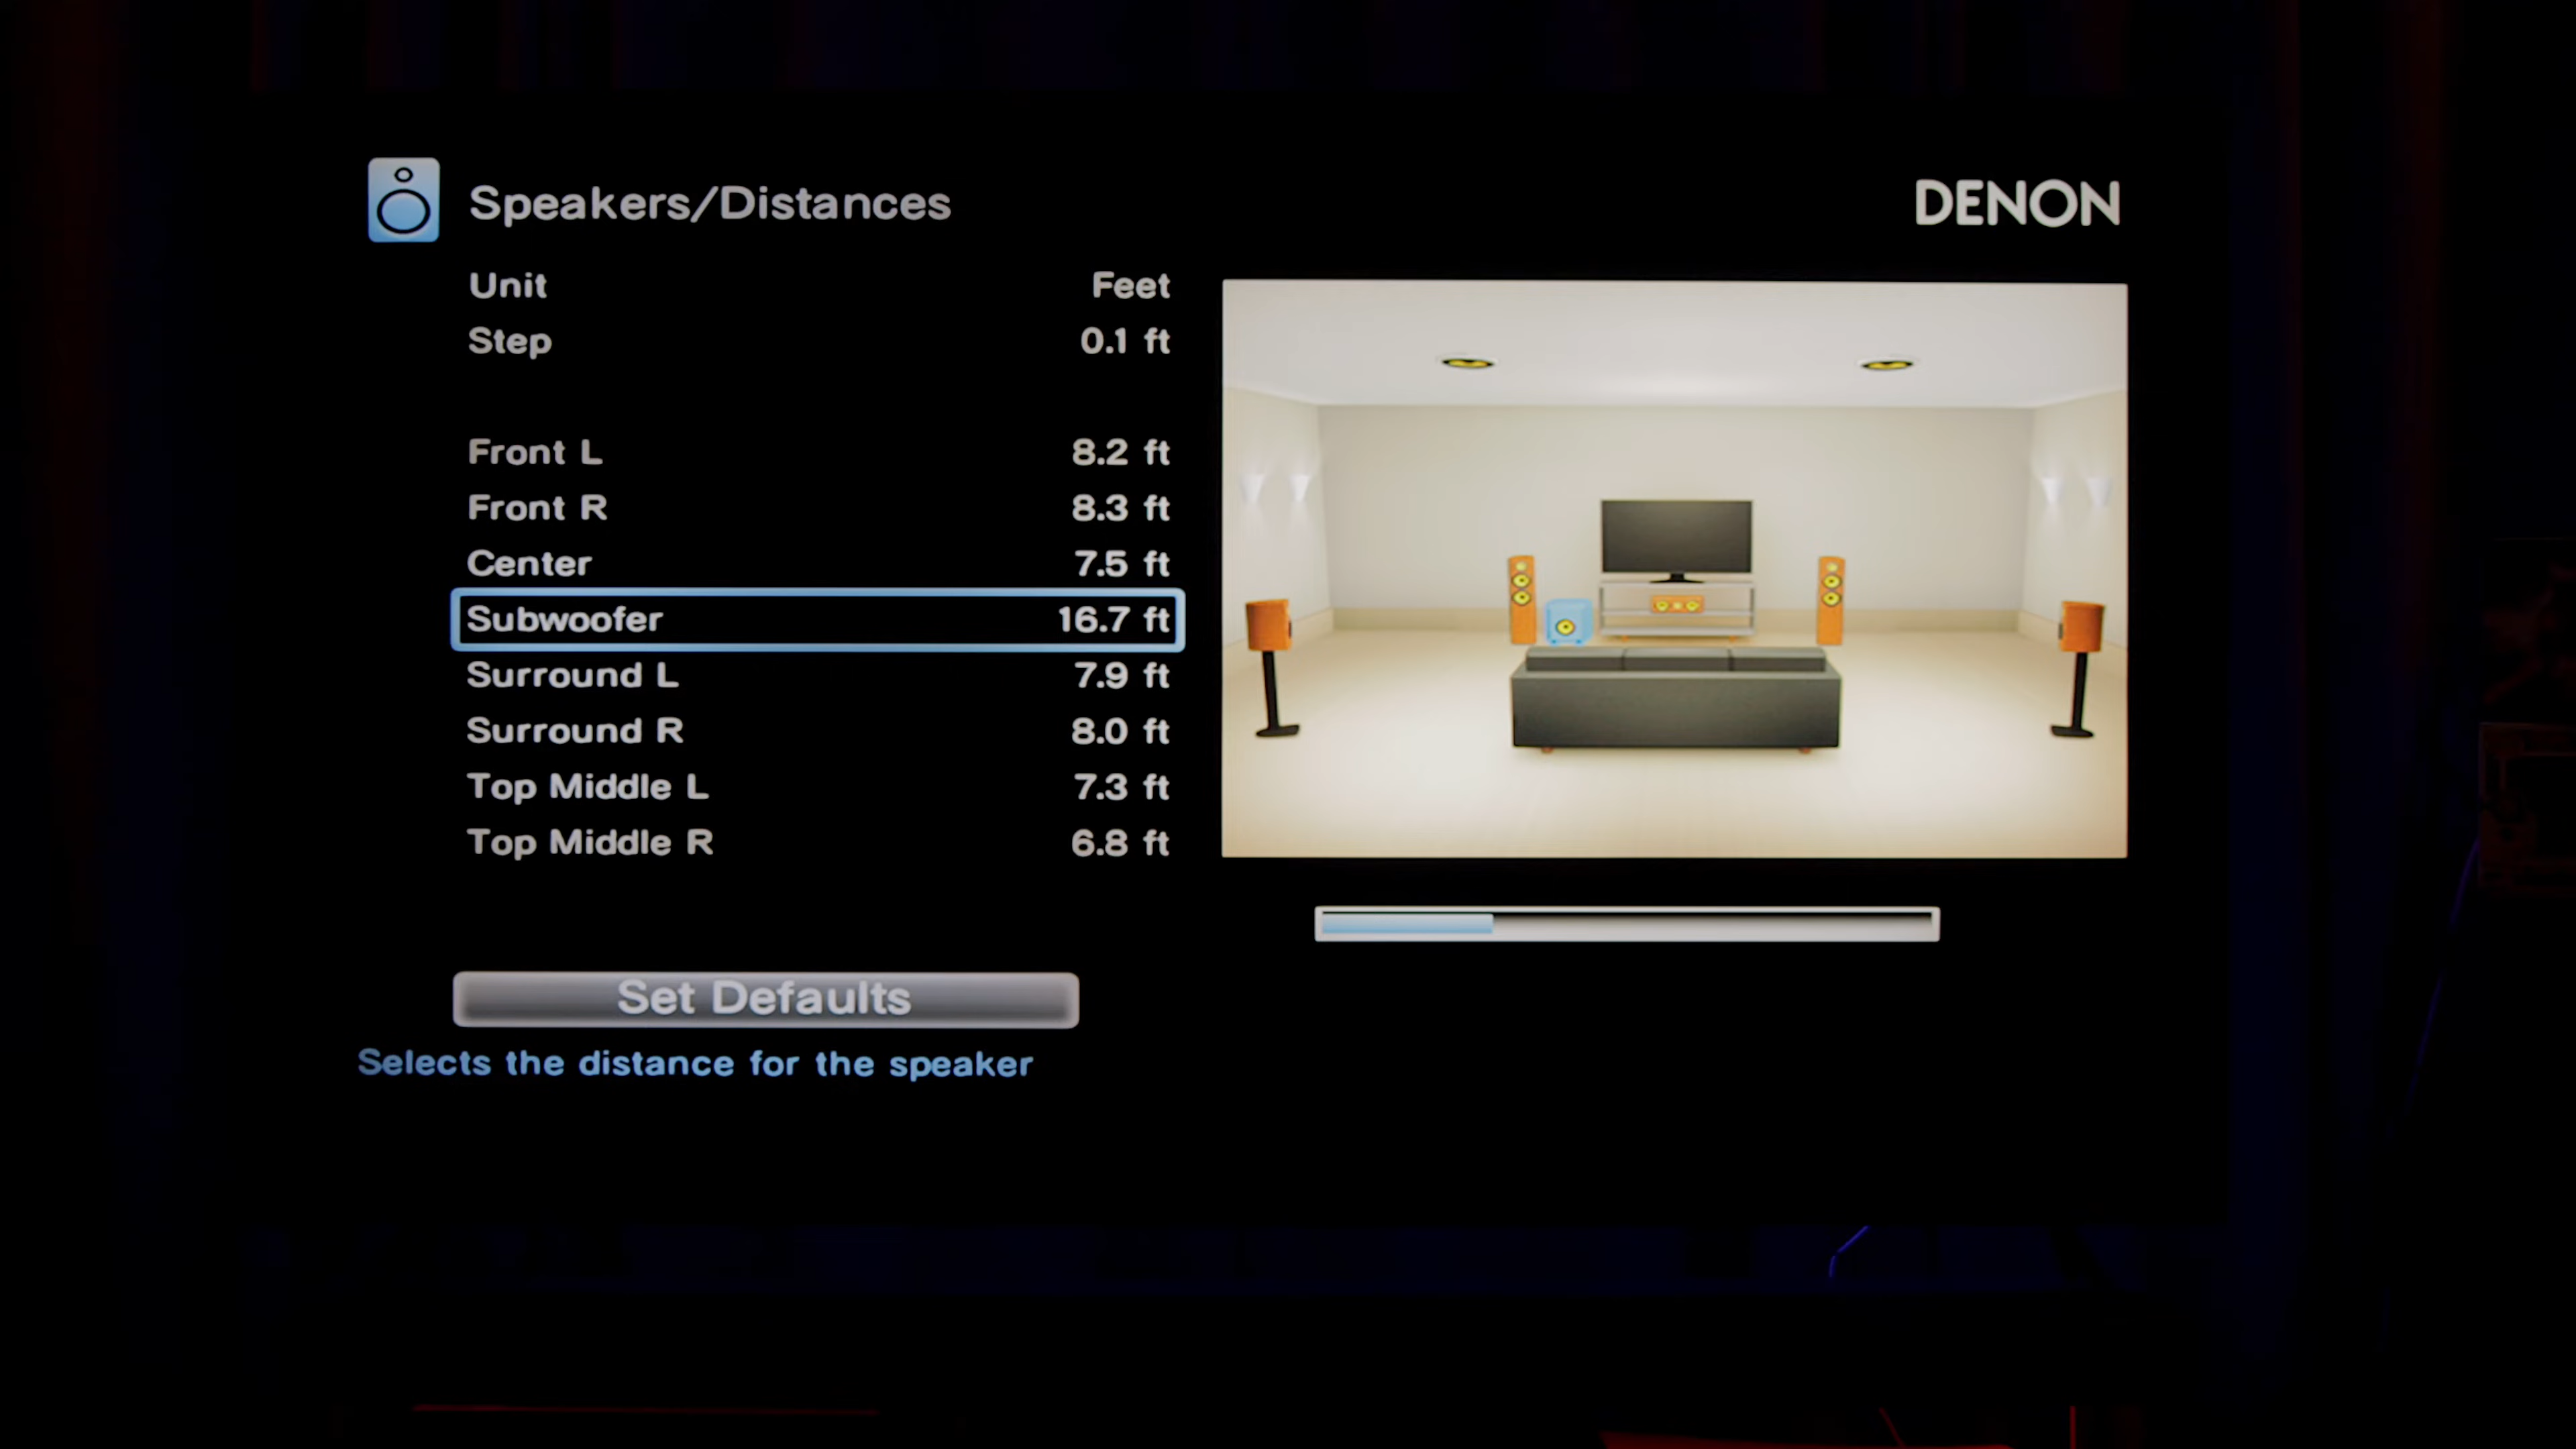 Speakers/Distances
DENON
Unit Feet
Step 0.1 ft
Front L 8.2 ft
Front R 8.3 ft
Center 7.5 ft
Subwoofer 16.7 ft
Surround L 7.9 ft
Surround R 8.0 ft
Top Middle L 7.3 ft
Top Middle R 6.8 ft
Set Defaults
Selects the distance for the speaker